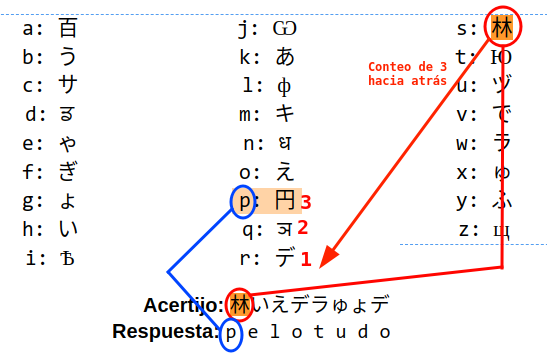 a: 百
b: う
c: サ
d: ड
e: ゃ
f: ぎ
g: ょ
h: い
i: Ѣ
j: Ѡ
k: あ
l: ф
m: キ
n: ध
o: え
p: 円 3
q: ञ 2
r: デ 1
s: 林
t: Ю
u: ヅ
v: で
w: ラ
x: ゅ
y: ふ
z: щ
Conteo de 3
hacia atrás
Acertijo: 林いえデラゅょデ
Respuesta: p e l o t u d o